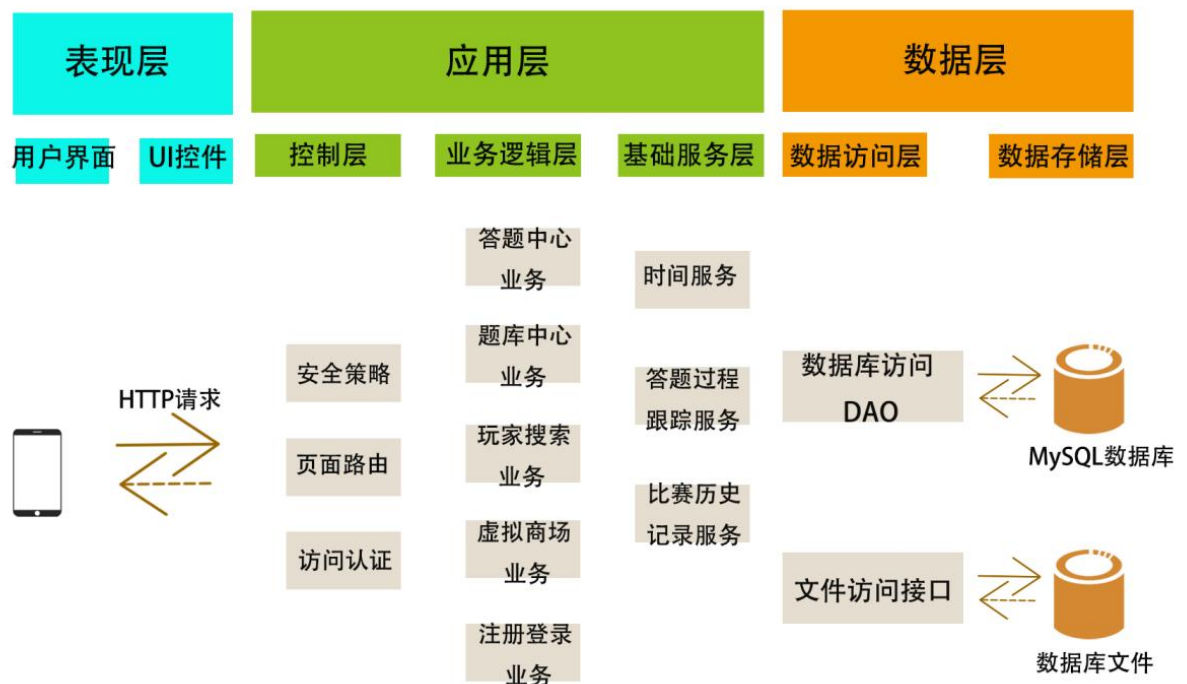 表现层
应用层
数据层
用户界面
UI控件
控制层
业务逻辑层
基础服务层
数据访问层
数据存储层
HTTP请求
安全策略
页面路由
访问认证
答题中心
业务
题库中心
业务
玩家搜索
业务
虚拟商场
业务
注册登录
业务
时间服务
答题过程
跟踪服务
比赛历史
记录服务
数据库访问
DAO
文件访问接口
MySQL数据库
数据库文件